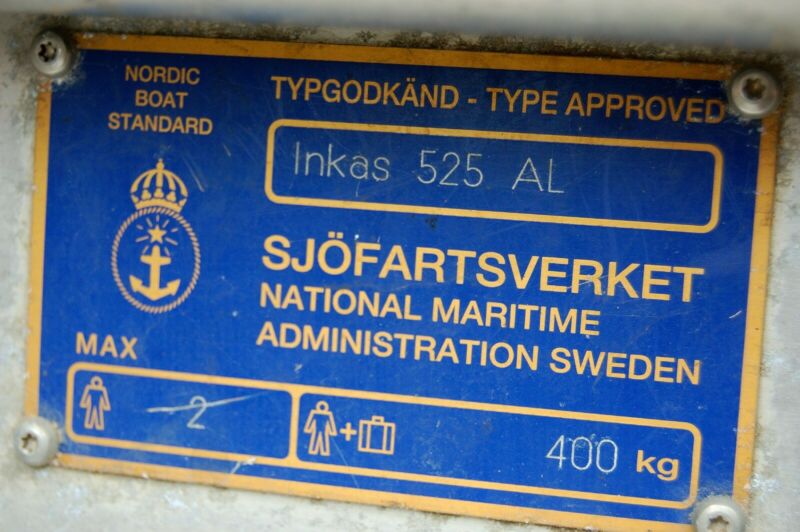 NORDIC
BOAT
STANDARD
TYPGODKÄND - TYPE APPROVED
Inkas 525 AL
SJÖFARTSVERKET
NATIONAL MARITIME
ADMINISTRATION SWEDEN
MAX
2
+
400 kg